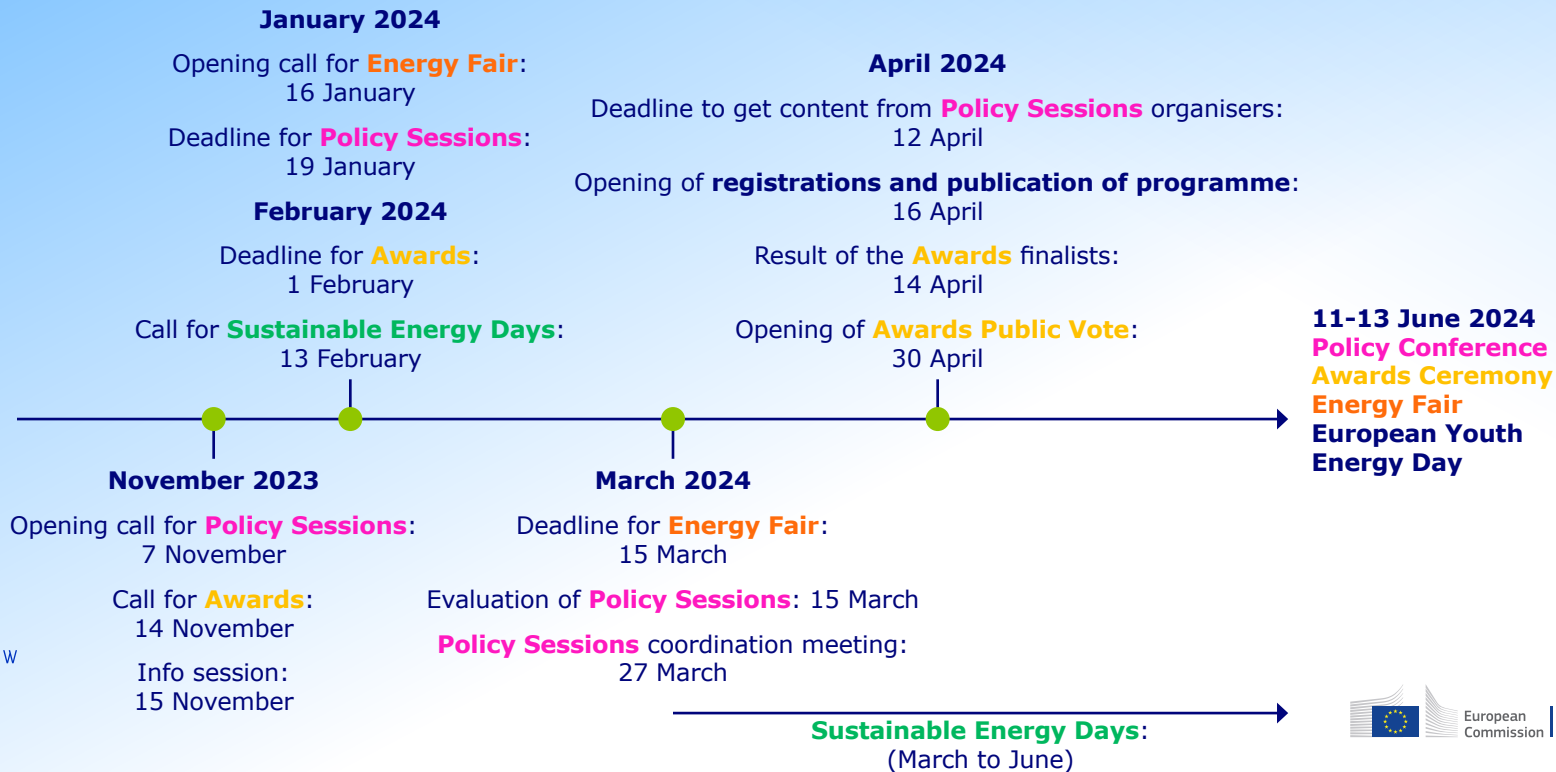 January 2024
Opening call for Energy Fair:
16 January
Deadline for Policy Sessions:
19 January
February 2024
Deadline for Awards:
1 February
Call for Sustainable Energy Days:
13 February
April 2024
Deadline to get content from Policy Sessions organisers:
12 April
Opening of registrations and publication of programme:
16 April
Result of the Awards finalists:
14 April
Opening of Awards Public Vote:
30 April
11-13 June 2024
Policy Conference
Awards Ceremony
Energy Fair
European Youth
Energy Day
November 2023
Opening call for Policy Sessions:
7 November
Call for Awards:
14 November
Info session:
15 November
March 2024
Deadline for Energy Fair:
15 March
Evaluation of Policy Sessions: 15 March
Policy Sessions coordination meeting:
27 March
Sustainable Energy Days:
(March to June)
W
European
Commission